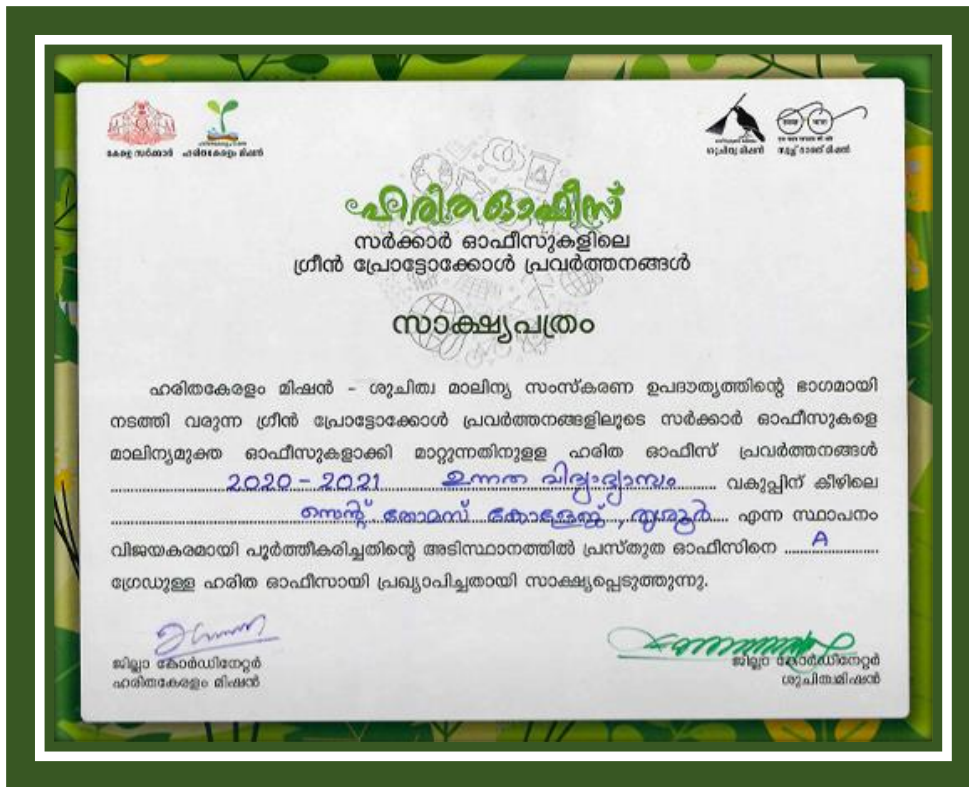 കേരള സർക്കാർ
ഹരിതകേരളം മിഷൻ
ശുചിത്വ മിഷൻ
സ്വച്ഛ് ഭാരത് മിഷൻ
ഹരിത ഓഫീസ്
സർക്കാർ ഓഫീസുകളിലെ
ഗ്രീൻ പ്രോട്ടോക്കോൾ പ്രവർത്തനങ്ങൾ
സാക്ഷ്യപത്രം
ഹരിതകേരളം മിഷൻ - ശുചിത്വ മാലിന്യ സംസ്കരണ ഉപദൗത്യത്തിന്റെ ഭാഗമായി
നടത്തി വരുന്ന ഗ്രീൻ പ്രോട്ടോക്കോൾ പ്രവർത്തനങ്ങളിലൂടെ സർക്കാർ ഓഫീസുകളെ
മാലിന്യമുക്ത ഓഫീസുകളാക്കി മാറ്റുന്നതിനുള്ള ഹരിത ഓഫീസ് പ്രവർത്തനങ്ങൾ
2020 - 2021 ഉന്നത വിദ്യാഭ്യാസം വകുപ്പിന് കീഴിലെ
സെന്റ് തോമസ് കോളേജ്, തൃശൂർ എന്ന സ്ഥാപനം
വിജയകരമായി പൂർത്തീകരിച്ചതിന്റെ അടിസ്ഥാനത്തിൽ പ്രസ്തുത ഓഫീസിനെ A
ഗ്രേഡുള്ള ഹരിത ഓഫീസായി പ്രഖ്യാപിച്ചതായി സാക്ഷ്യപ്പെടുത്തുന്നു.
ജില്ലാ കോർഡിനേറ്റർ
ഹരിതകേരളം മിഷൻ
ജില്ലാ കോർഡിനേറ്റർ
ശുചിത്വമിഷൻ